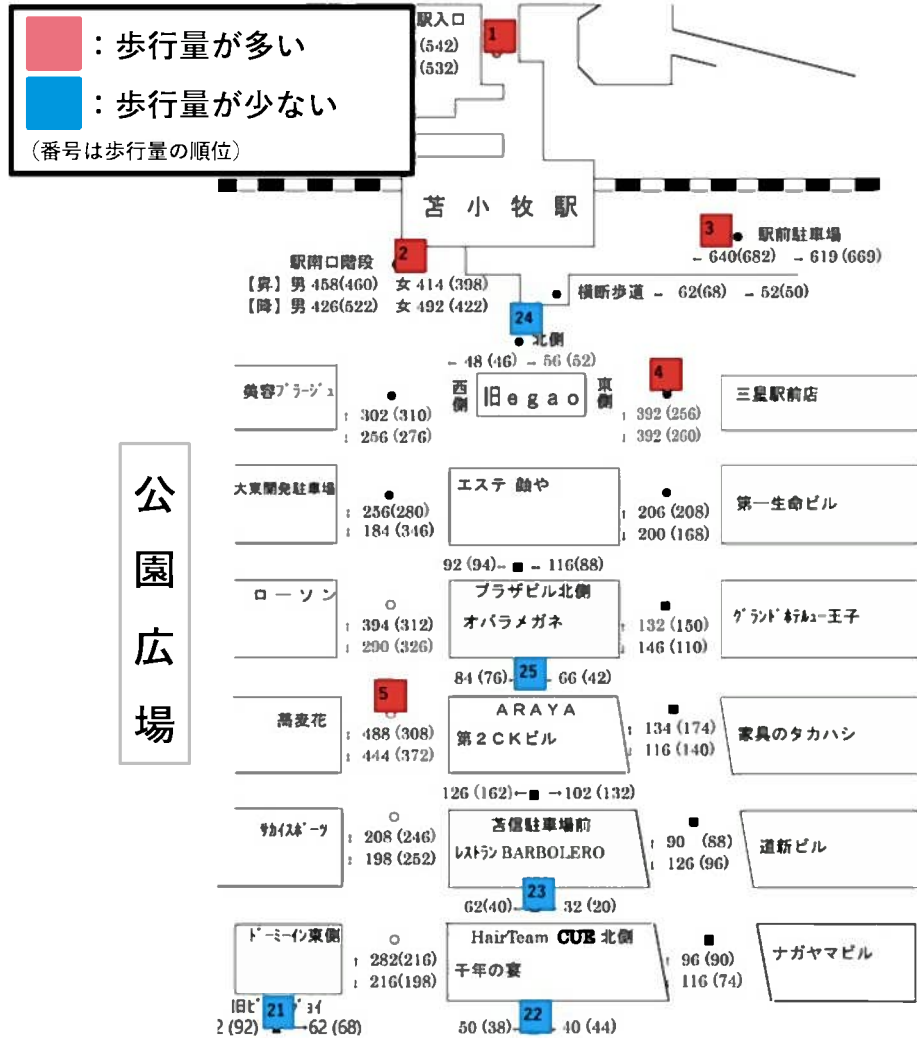 ：歩行量が多い
：歩行量が少ない
（番号は歩行量の順位）
駅入口
(542)
(532)
1
苫小牧駅
2
3
駅前駐車場
← 640(682) → 619 (669)
駅南口階段
【昇】男 458(460) 女 414 (398)
【降】男 426(522) 女 492 (422)
横断歩道 ← 62(68) → 52(50)
24
北側
← 48 (46) → 56 (52)
美容プラージュ
↑ 302 (310)
↓ 256 (276)
西側
旧egao
東側
4
↑ 392 (256)
↓ 392 (260)
三星駅前店
公園広場
大東開発駐車場
↑ 256(280)
↓ 184 (346)
エステ 館や
↑ 206 (208)
↓ 200 (168)
第一生命ビル
92 (94)← ■ → 116(88)
ローソン
↑ 394 (312)
↓ 290 (326)
プラザビル北側
オバラメガネ
↑ 132 (150)
↓ 146 (110)
グランドホテルニュー王子
84 (76) 25 66 (42)
蕎麦花
5
↑ 488 (308)
↓ 444 (372)
ARAYA
第２CKビル
↑ 134 (174)
↓ 116 (140)
家具のタカハシ
126 (162)←■ →102 (132)
サカイスポーツ
↑ 208 (246)
↓ 198 (252)
苫信駐車場前
レストラン BARBOLERO
↑ 90 (88)
↓ 126 (96)
道新ビル
62(40) 23 32 (20)
ドーミーイン東側
↑ 282(216)
↓ 216(198)
HairTeam CUE 北側
千年の宴
↑ 96 (90)
↓ 116 (74)
ナガヤマビル
旧ビ 21 ョイ
2 (92) →62 (68)
50 (38) 22 40 (44)